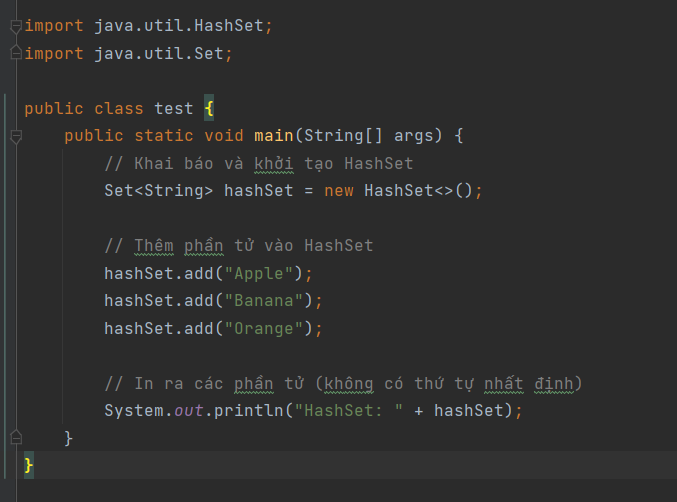 import java.util.HashSet;
import java.util.Set;
public class test {
public static void main(String[] args) {
// Khai báo và khởi tạo HashSet
Set<String> hashSet = new HashSet<>();
// Thêm phần tử vào HashSet
hashSet.add("Apple");
hashSet.add("Banana");
hashSet.add("Orange");
// In ra các phần tử (không có thứ tự nhất định)
System.out.println("HashSet: " + hashSet);
}
}